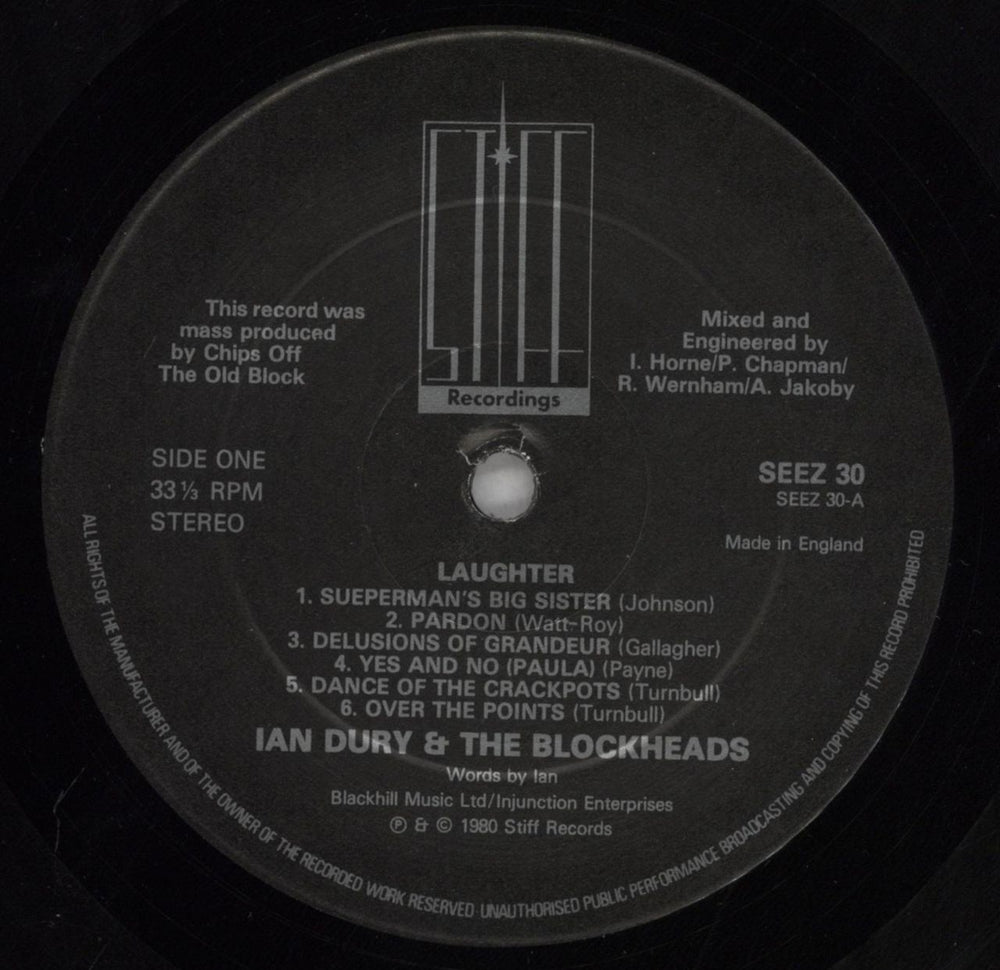 STIFF
Recordings
This record was
mass produced
by Chips Off
The Old Block
Mixed and
Engineered by
I. Horne/P. Chapman/
R. Wernham/A. Jakoby
SIDE ONE
33 ⅓ RPM
STEREO
SEEZ 30
SEEZ 30-A
Made in England
LAUGHTER
1. SUEPERMAN'S BIG SISTER (Johnson)
2. PARDON (Watt-Roy)
3. DELUSIONS OF GRANDEUR (Gallagher)
4. YES AND NO (PAULA) (Payne)
5. DANCE OF THE CRACKPOTS (Turnbull)
6. OVER THE POINTS (Turnbull)
IAN DURY & THE BLOCKHEADS
Words by Ian
Blackhill Music Ltd/Injunction Enterprises
℗ & © 1980 Stiff Records
ALL RIGHTS OF THE MANUFACTURER AND OF THE OWNER OF THE RECORDED WORK RESERVED UNAUTHORISED PUBLIC PERFORMANCE BROADCASTING AND COPYING OF THIS RECORD PROHIBITED